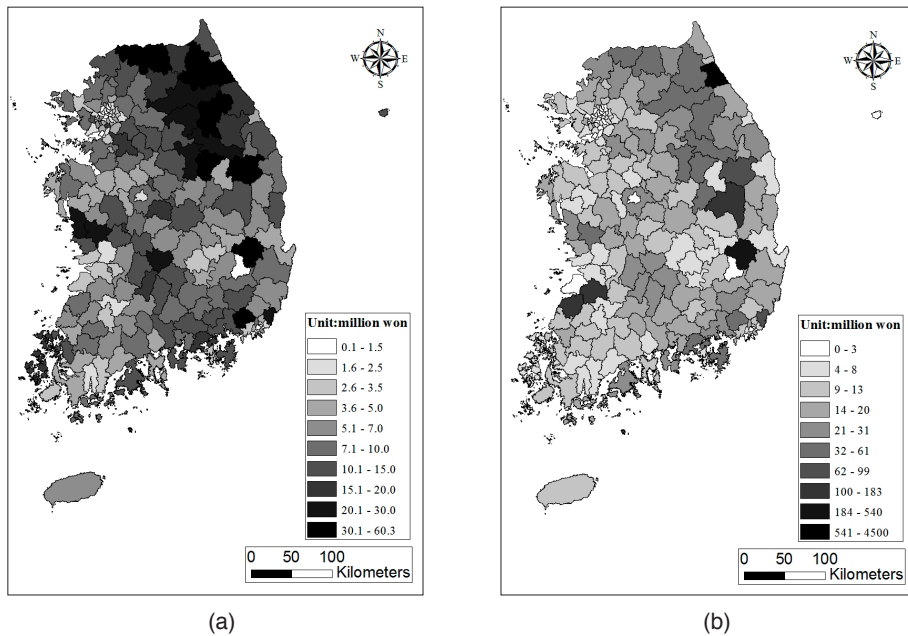 N
W E
S
Unit:million won
0.1 - 1.5
1.6 - 2.5
2.6 - 3.5
3.6 - 5.0
5.1 - 7.0
7.1 - 10.0
10.1 - 15.0
15.1 - 20.0
20.1 - 30.0
30.1 - 60.3
0 50 100
Kilometers
(a)
N
W E
S
Unit:million won
0 - 3
4 - 8
9 - 13
14 - 20
21 - 31
32 - 61
62 - 99
100 - 183
184 - 540
541 - 4500
0 50 100
Kilometers
(b)